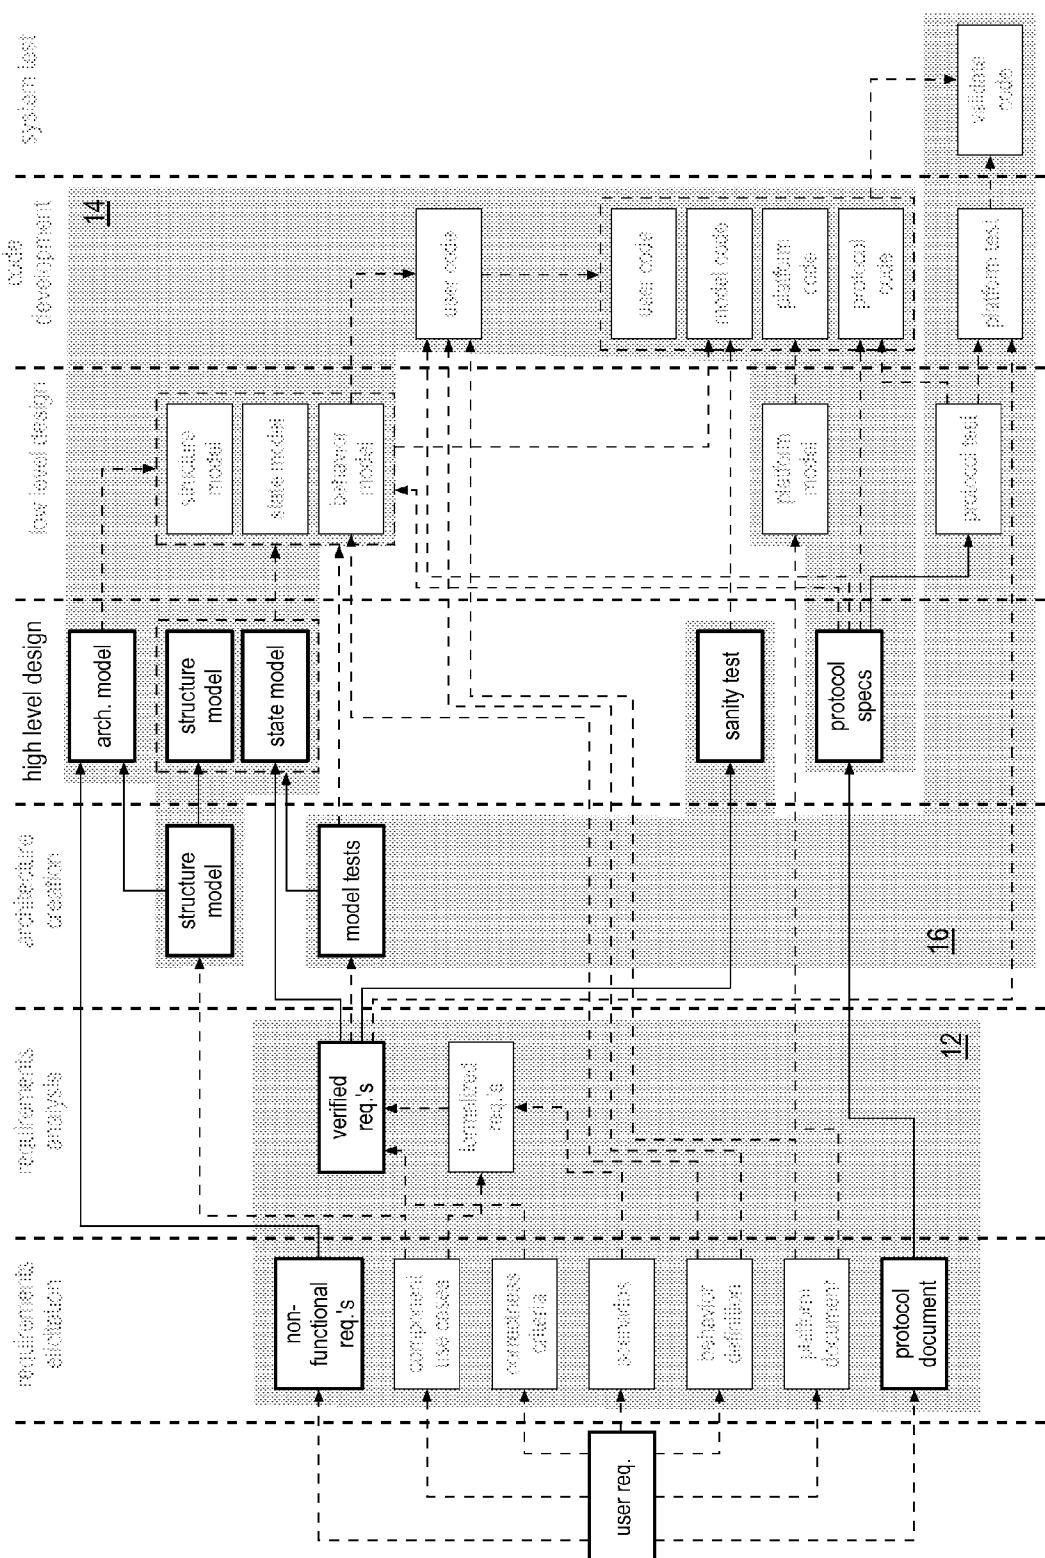 system test
code
development
low level design
high level design
architecture
creation
requirements
analysis
requirements
elicitation
validate
code
14
user code
user code
model code
platform
code
protocol
code
platform test
structure
model
state model
behavior
model
platform
model
protocol test
arch. model
structure
model
state model
sanity test
protocol
specs
structure
model
model tests
16
verified
req.'s
formalized
req.'s
12
non-
functional
req.'s
component
use cases
correctness
criteria
scenarios
behavior
definition
platform
document
protocol
document
user req.